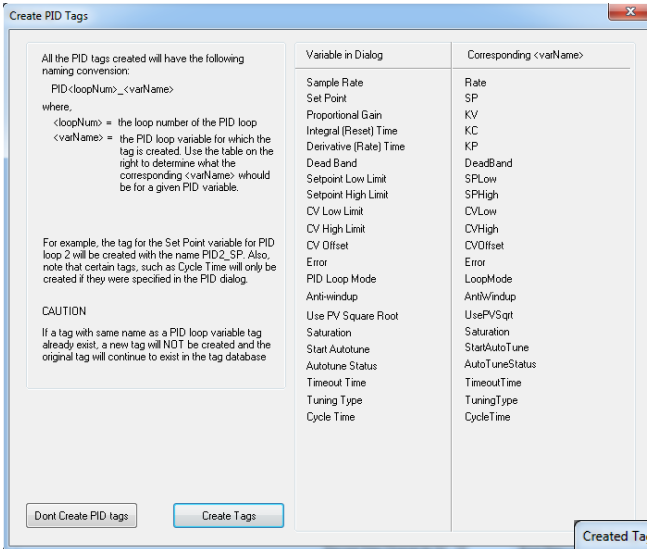 Create PID Tags
x
All the PID tags created will have the following
naming convension:
PID<loopNum>_<varName>
where,
<loopNum> = the loop number of the PID loop
<varName> = the PID loop variable for which the
tag is created. Use the table on the
right to determine what the
corresponding <varName> whould
be for a given PID variable.
For example, the tag for the Set Point variable for PID
loop 2 will be created with the name PID2_SP. Also,
note that certain tags, such as Cycle Time will only be
created if they were specified in the PID dialog.
CAUTION
If a tag with same name as a PID loop variable tag
already exist, a new tag will NOT be created and the
original tag will continue to exist in the tag database
Variable in Dialog Corresponding <varName>
Sample Rate Rate
Set Point SP
Proportional Gain KV
Integral (Reset) Time KC
Derivative (Rate) Time KP
Dead Band DeadBand
Setpoint Low Limit SPLow
Setpoint High Limit SPHigh
CV Low Limit CVLow
CV High Limit CVHigh
CV Offset CVOffset
Error Error
PID Loop Mode LoopMode
Anti-windup AntiWindup
Use PV Square Root UsePVSqrt
Saturation Saturation
Start Autotune StartAutoTune
Autotune Status AutoTuneStatus
Timeout Time TimeoutTime
Tuning Type TuningType
Cycle Time CycleTime
Dont Create PID tags Create Tags
Created Ta